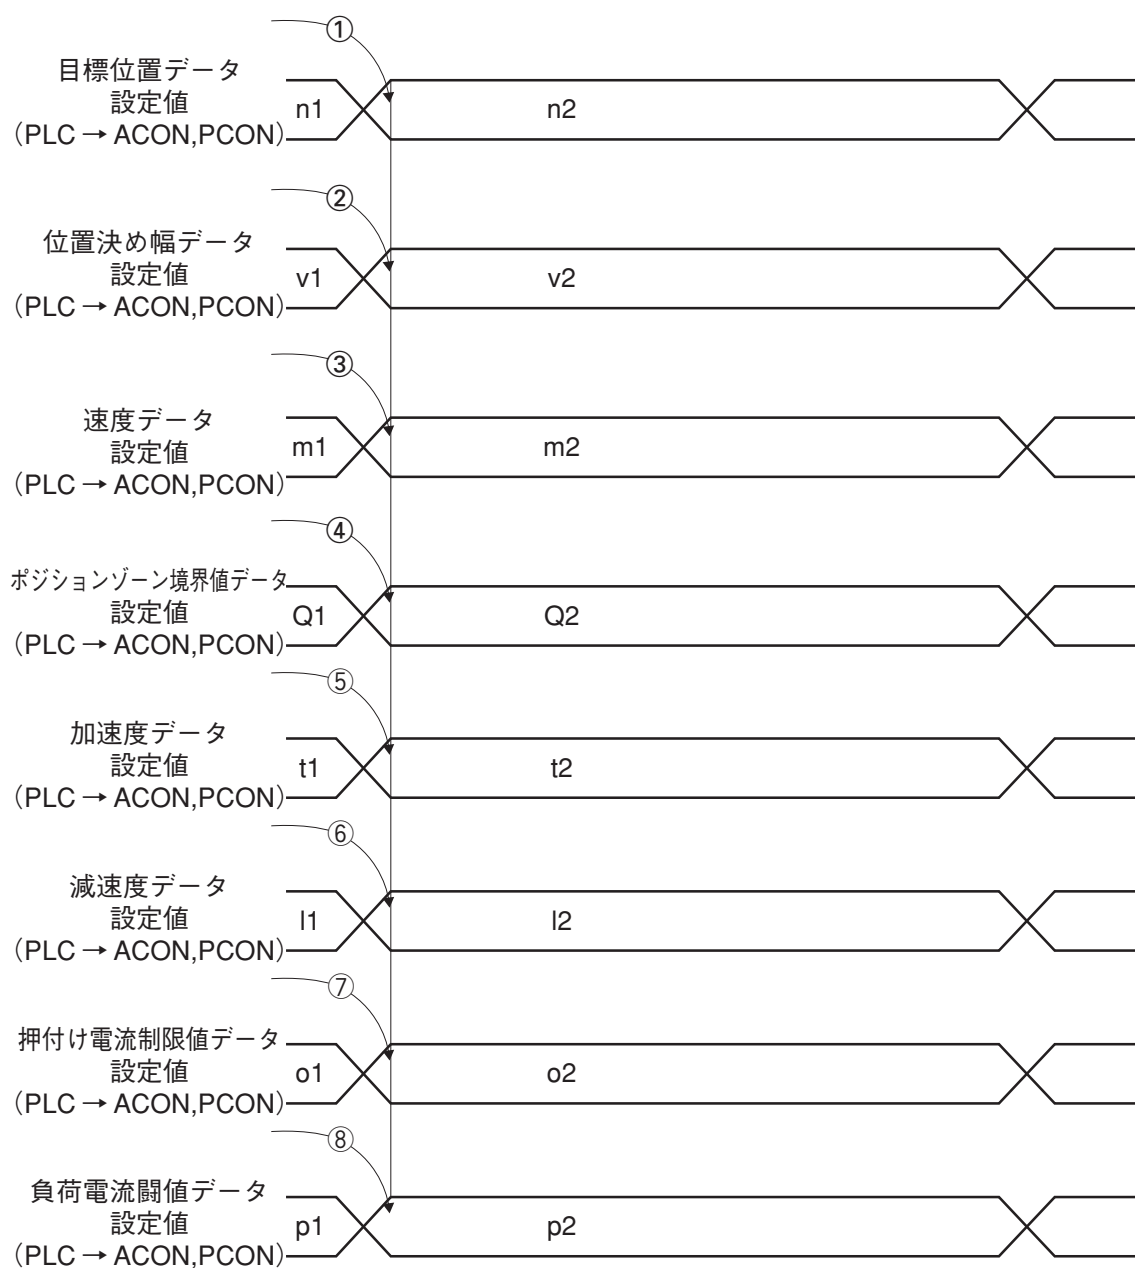 ①
目標位置データ
設定値
(PLC → ACON,PCON)
n1
n2
②
位置決め幅データ
設定値
(PLC → ACON,PCON)
v1
v2
③
速度データ
設定値
(PLC → ACON,PCON)
m1
m2
④
ポジションゾーン境界値データ
設定値
(PLC → ACON,PCON)
Q1
Q2
⑤
加速度データ
設定値
(PLC → ACON,PCON)
t1
t2
⑥
減速度データ
設定値
(PLC → ACON,PCON)
l1
l2
⑦
押付け電流制限値データ
設定値
(PLC → ACON,PCON)
o1
o2
⑧
負荷電流闘値データ
設定値
(PLC → ACON,PCON)
p1
p2